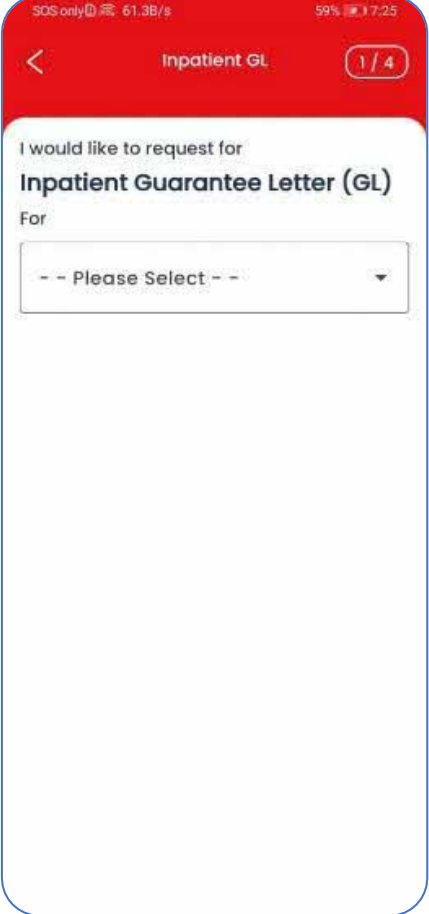 SOS only 61.3B/s 59% 7:25
Inpatient GL 1 / 4
I would like to request for
Inpatient Guarantee Letter (GL)
For
- - Please Select - -